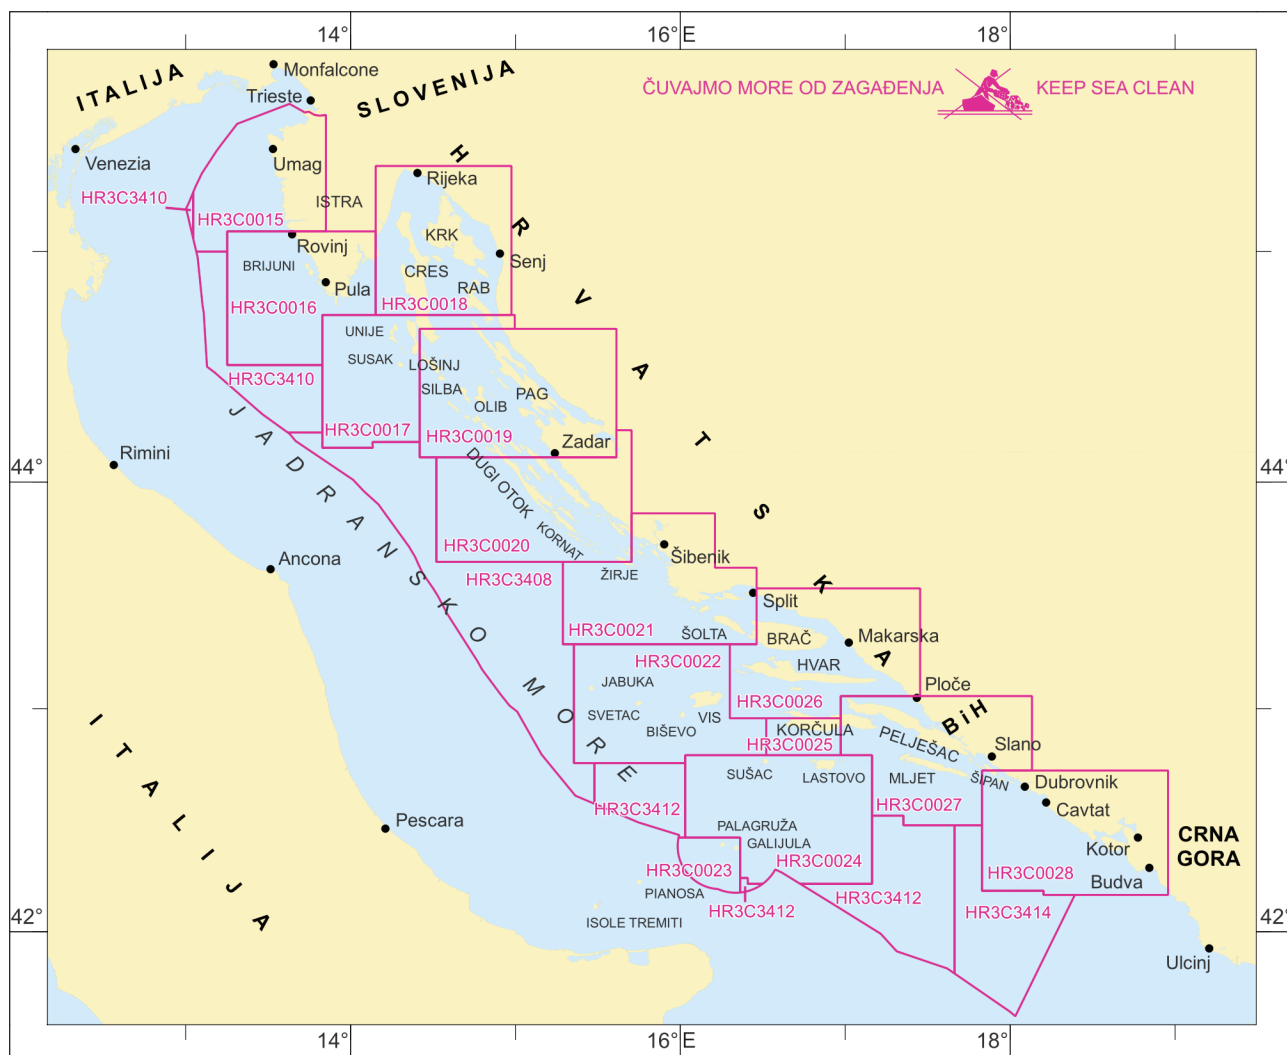 14°
16°E
18°
ITALIJA
Monfalcone
Trieste
SLOVENIJA
ČUVAJMO MORE OD ZAGAĐENJA
KEEP SEA CLEAN
Venezia
Umag
HRVATSKA
Rijeka
HR3C3410
ISTRA
HR3C0015
KRK
Rovinj
Senj
BRIJUNI
CRES
Pula
RAB
HR3C0016
HR3C0018
UNIJE
SUSAK
LOŠINJ
HR3C3410
SILBA
PAG
OLIB
JADRANSKO MORE
HR3C0017
HR3C0019
Zadar
Rimini
44°
44°
DUGI OTOK
KORNAT
HR3C0020
Šibenik
Ancona
HR3C3408
ŽIRJE
Split
HR3C0021
ŠOLTA
BRAČ
Makarska
HR3C0022
HVAR
JABUKA
Ploče
HR3C0026
SVETAC
VIS
BiH
BIŠEVO
KORČULA
ITALIJA
HR3C0025
PELJEŠAC
Slano
SUŠAC
LASTOVO
MLJET
ŠIPAN
Dubrovnik
HR3C3412
HR3C0027
Cavtat
Pescara
PALAGRUŽA
CRNA
GORA
GALIJULA
Kotor
HR3C0023
HR3C0024
HR3C0028
Budva
PIANOSA
HR3C3412
HR3C3412
HR3C3414
ISOLE TREMITI
42°
42°
Ulcinj
14°
16°
18°